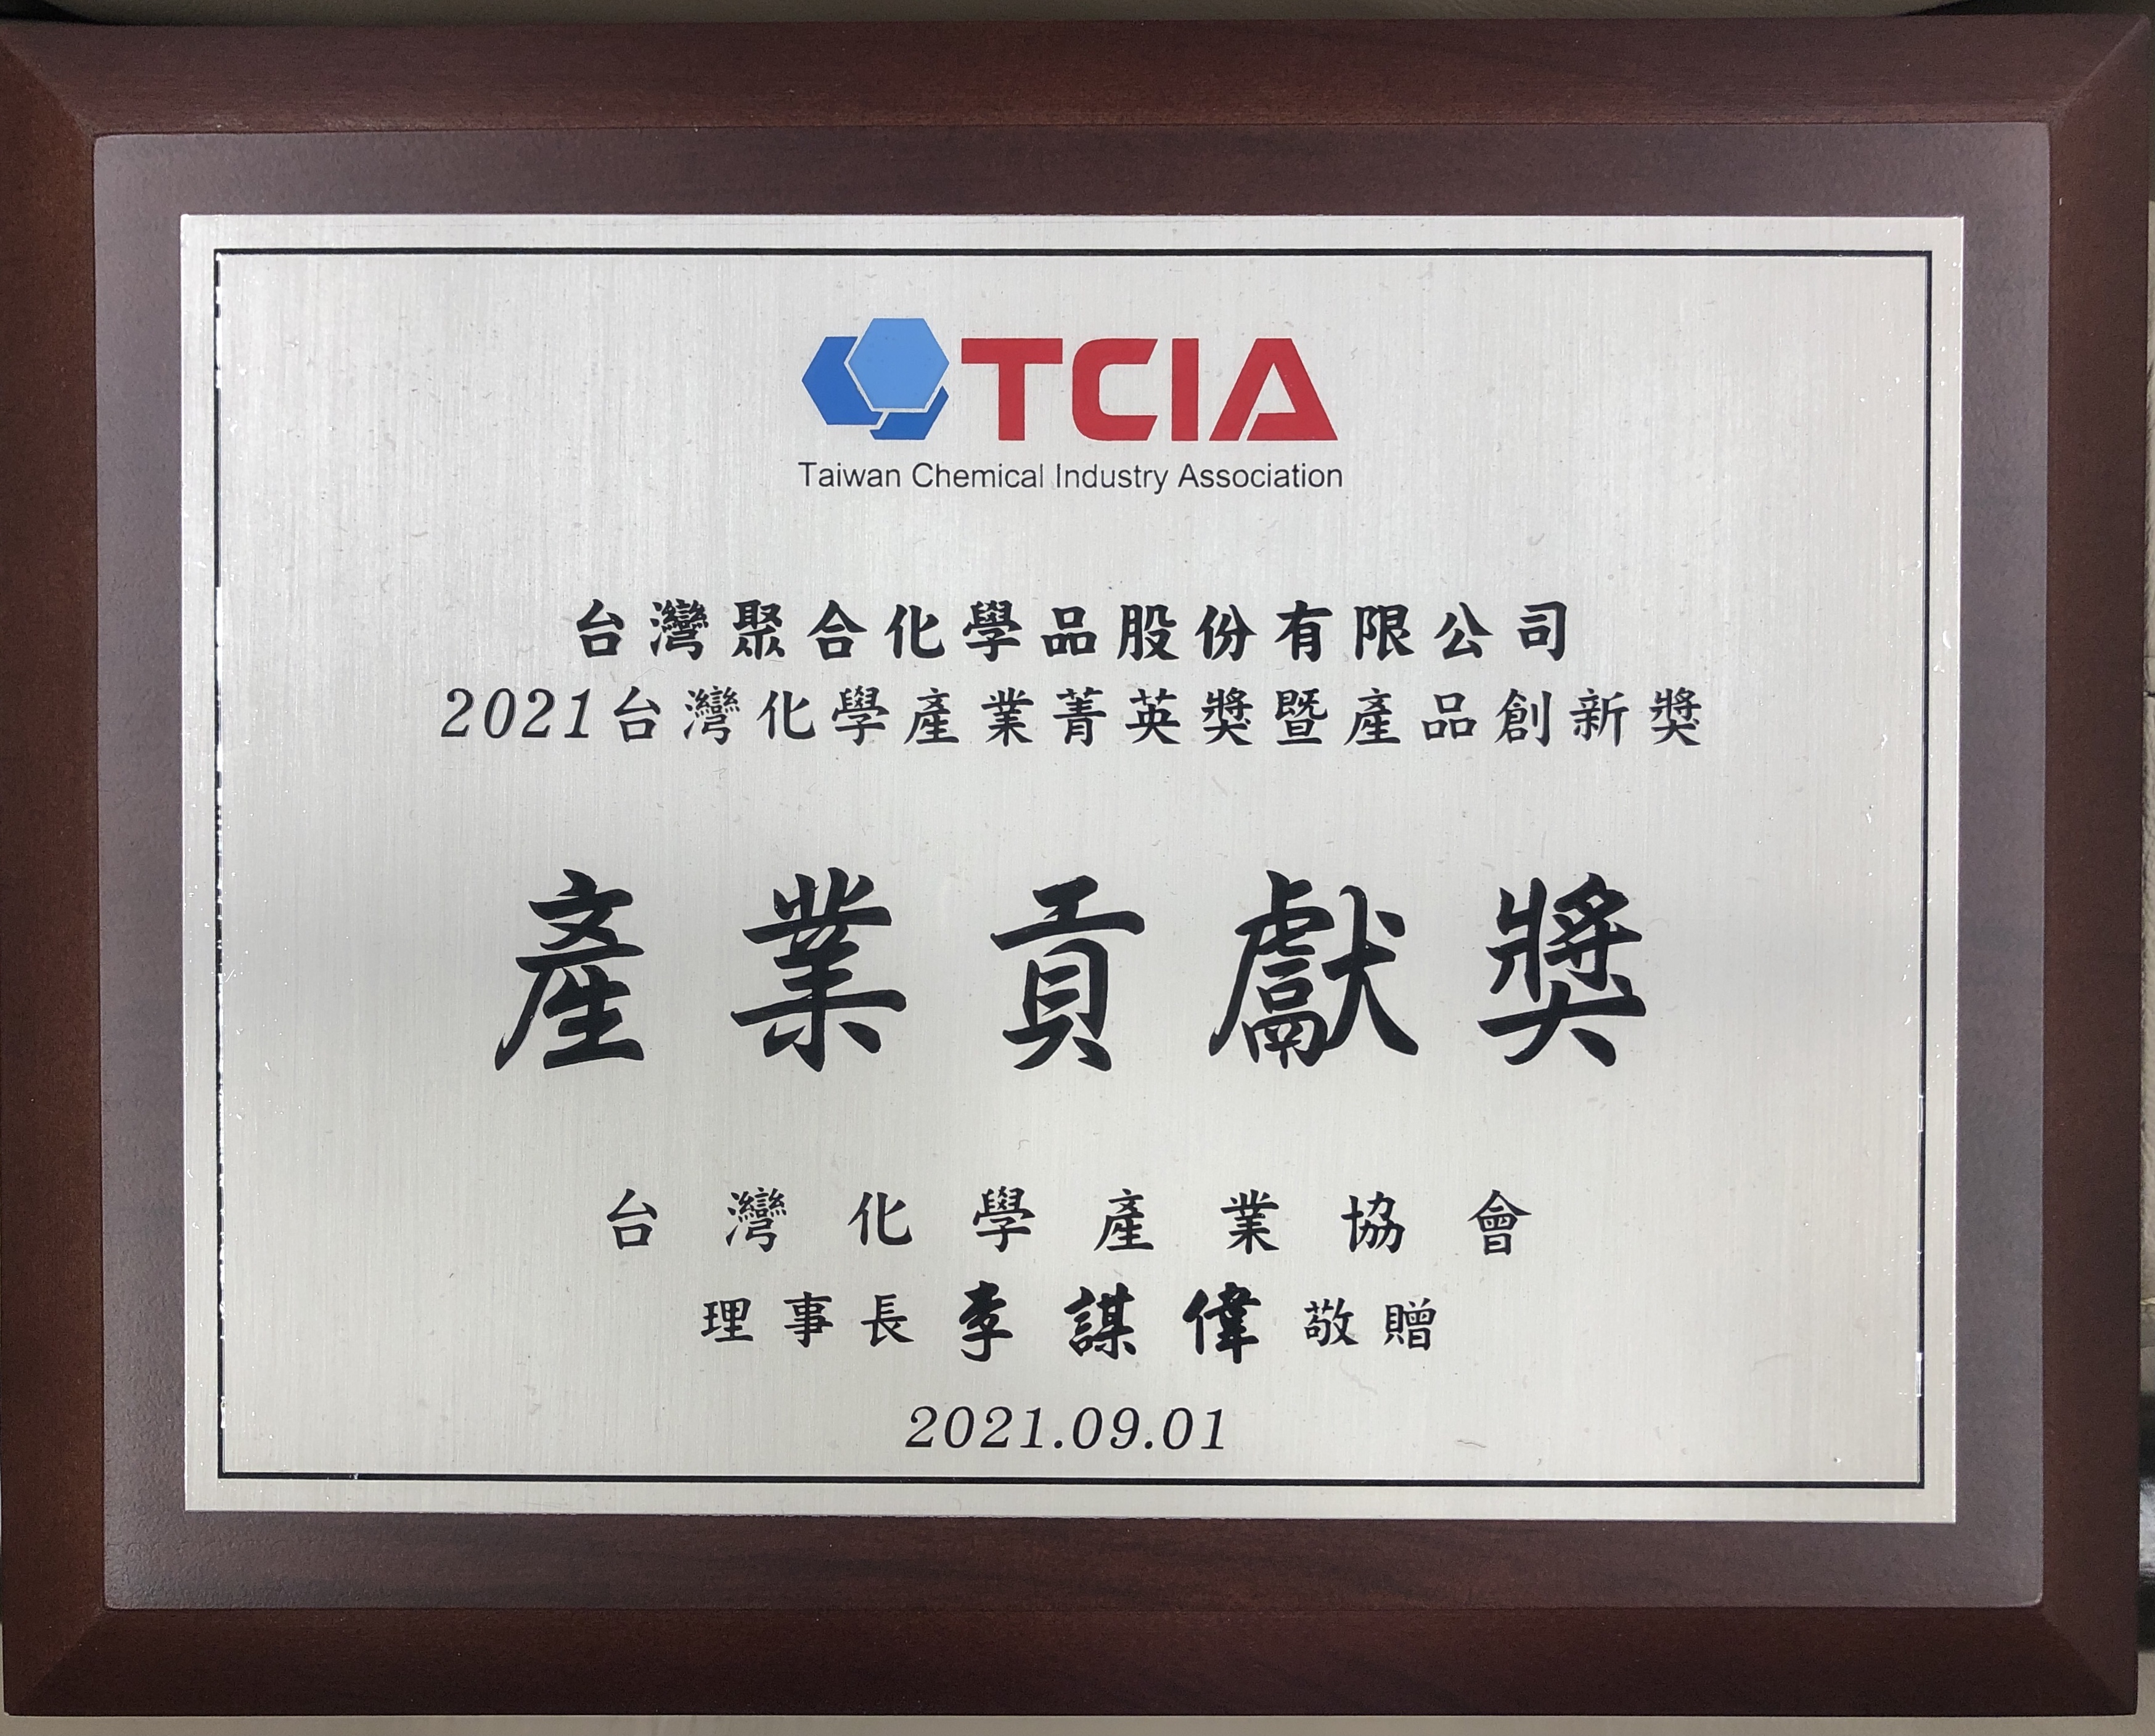 TCIA
Taiwan Chemical Industry Association
台灣聚合化學品股份有限公司
2021台灣化學產業菁英獎暨產品創新獎
產業貢獻獎
台灣化學產業協會
理事長李謀偉敬贈
2021.09.01